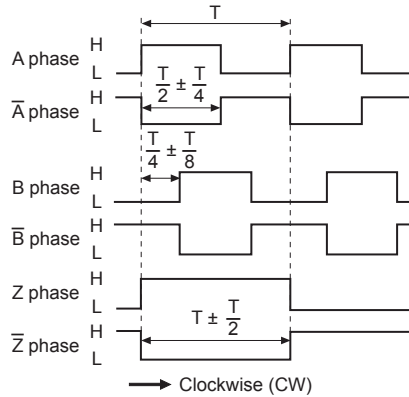 T
A phase H
L
A̅ phase H
L
T/2 ± T/4
T/4 ± T/8
B phase H
L
B̅ phase H
L
Z phase H
L
Z̅ phase H
L
T ± T/2
Clockwise (CW)